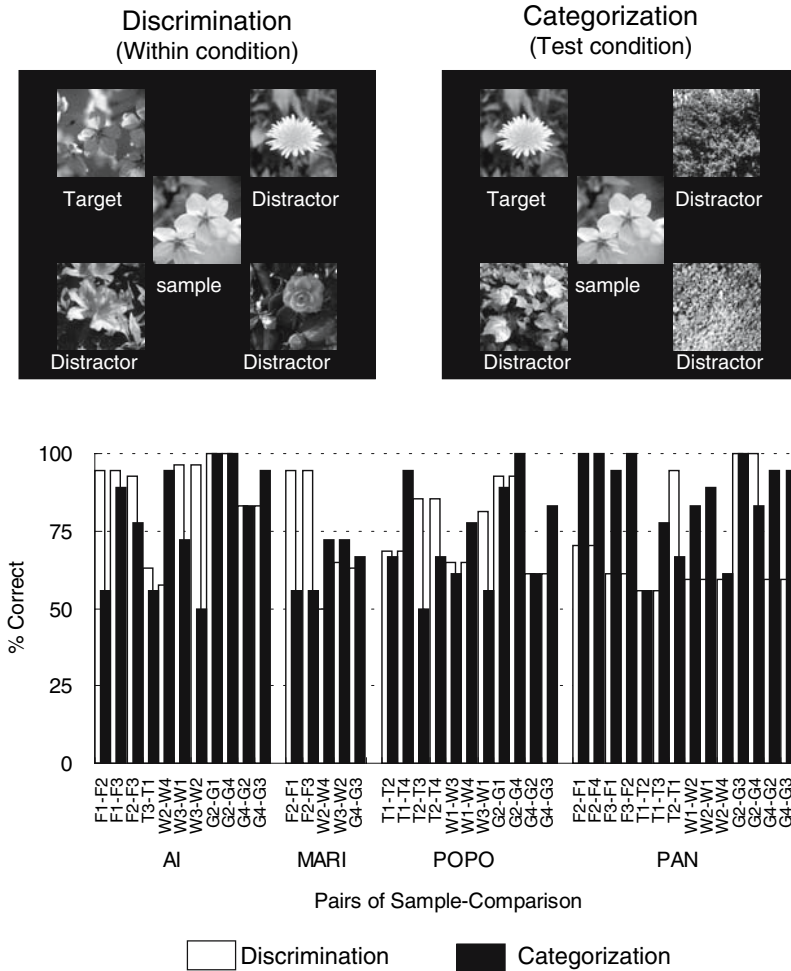 Discrimination
(Within condition)
Categorization
(Test condition)
Target
Distractor
sample
Distractor
Distractor
Target
Distractor
sample
Distractor
Distractor
% Correct
100
75
50
25
0
F1-F2
F1-F3
F2-F3
T3-T1
W2-W4
W3-W1
W3-W2
G2-G1
G2-G4
G4-G2
G4-G3
F2-F1
F2-F3
W2-W4
W3-W2
G4-G3
T1-T2
T1-T4
T2-T3
T2-T4
W1-W3
W1-W4
W3-W1
G2-G1
G2-G4
G4-G2
G4-G3
F2-F1
F2-F4
F3-F1
F3-F2
T1-T2
T1-T3
T2-T1
W1-W2
W2-W1
W2-W4
G2-G3
G2-G4
G4-G2
G4-G3
AI
MARI
POPO
PAN
Pairs of Sample-Comparison
Discrimination
Categorization